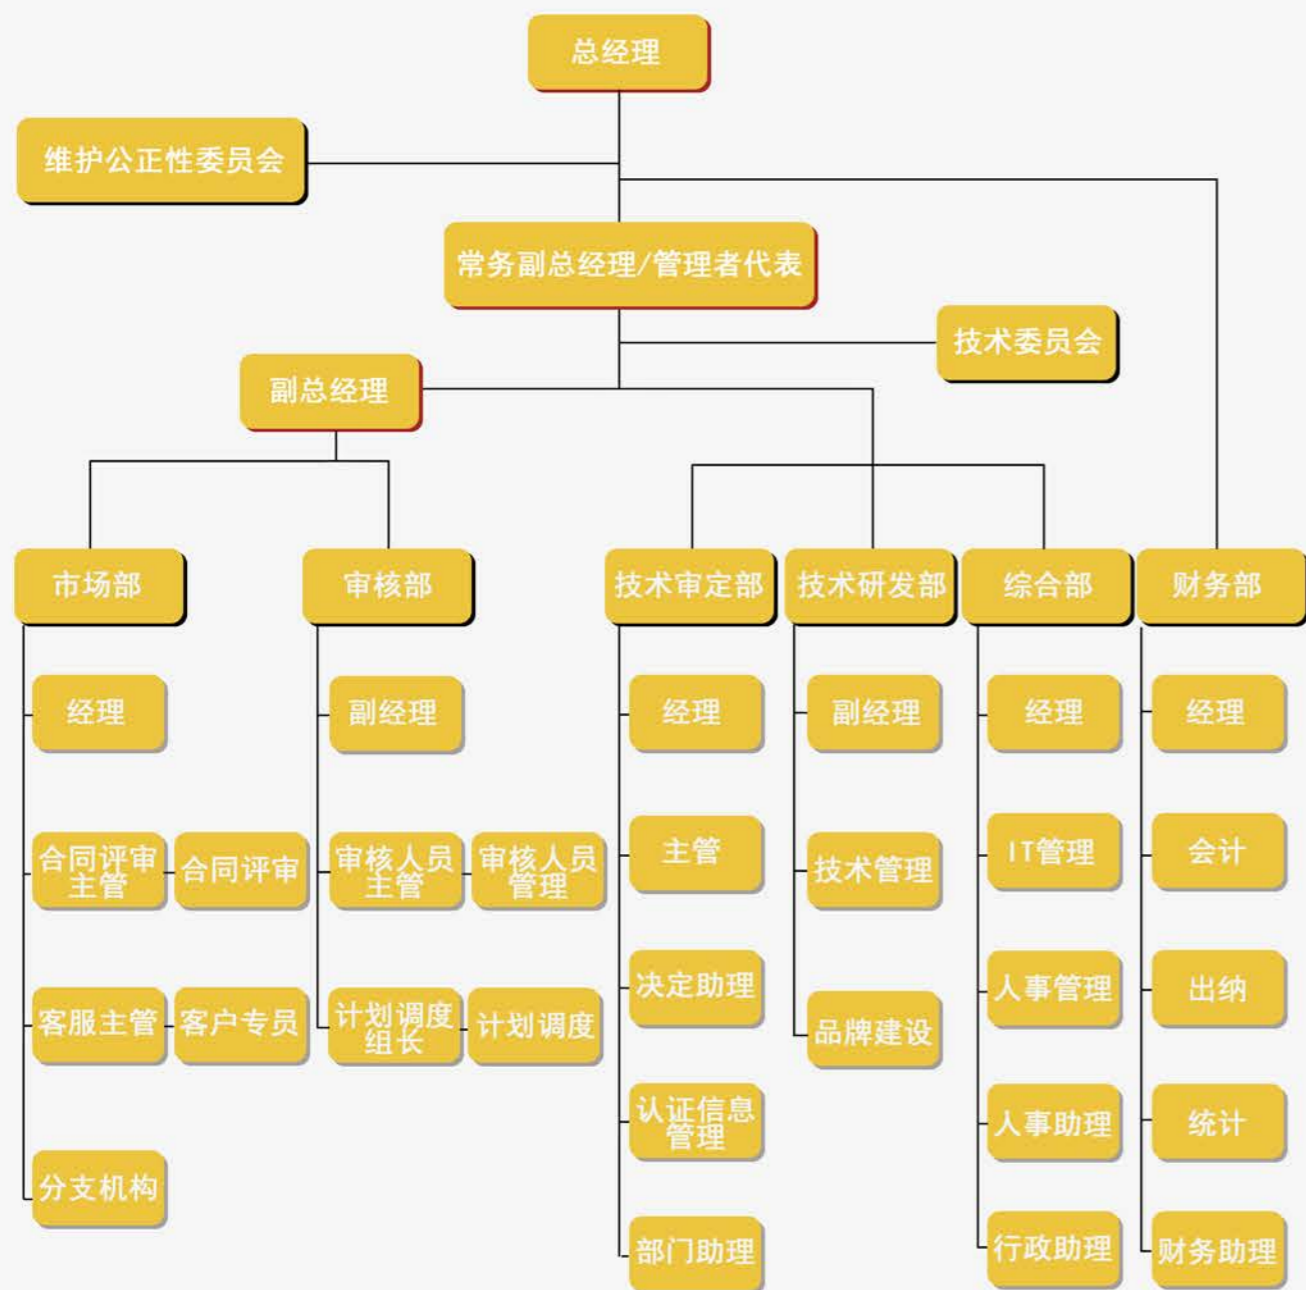 总经理
维护公正性委员会
常务副总经理/管理者代表
技术委员会
副总经理
市场部
审核部
技术审定部
技术研发部
综合部
财务部
经理
副经理
经理
副经理
经理
经理
合同评审
主管
合同评审
审核人员
主管
审核人员
管理
主管
技术管理
IT管理
会计
客服主管
客户专员
计划调度
组长
计划调度
决定助理
品牌建设
人事管理
出纳
认证信息
管理
人事助理
统计
分支机构
部门助理
行政助理
财务助理